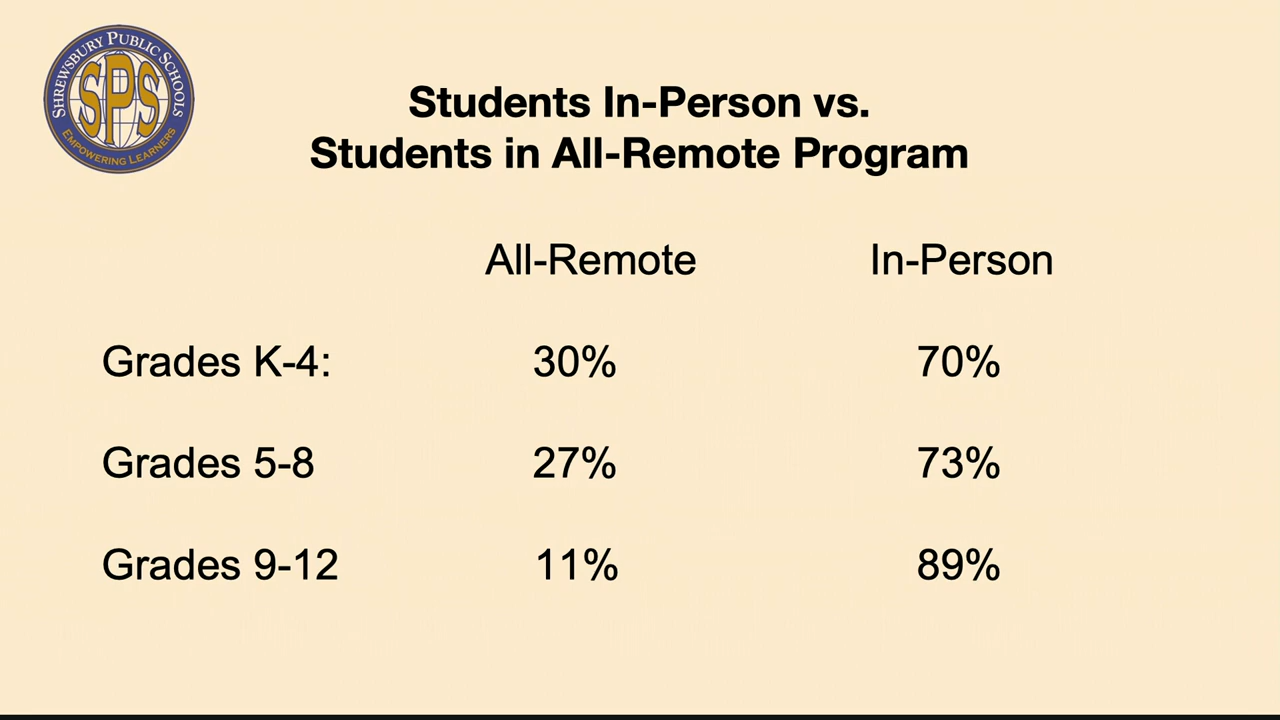 SHREWSBURY PUBLIC SCHOOLS
SPS
EMPOWERING LEARNERS
Students In-Person vs.
Students in All-Remote Program
All-Remote In-Person
Grades K-4: 30% 70%
Grades 5-8 27% 73%
Grades 9-12 11% 89%